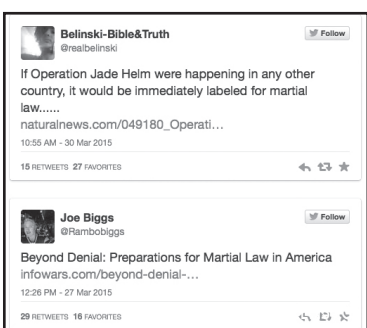 Belinski-Bible&Truth
@realbelinski
Follow
If Operation Jade Helm were happening in any other
country, it would be immediately labeled for martial
law......
naturalnews.com/049180_Operati...
10:55 AM - 30 Mar 2015
15 RETWEETS 27 FAVORITES
Joe Biggs
@Rambobiggs
Follow
Beyond Denial: Preparations for Martial Law in America
infowars.com/beyond-denial-...
12:26 PM - 27 Mar 2015
29 RETWEETS 16 FAVORITES